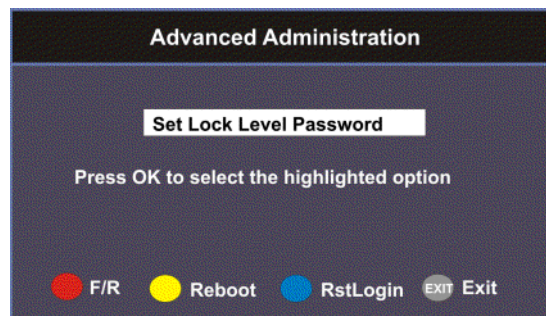 Advanced Administration
Set Lock Level Password
Press OK to select the highlighted option
F/R Reboot RstLogin EXIT Exit